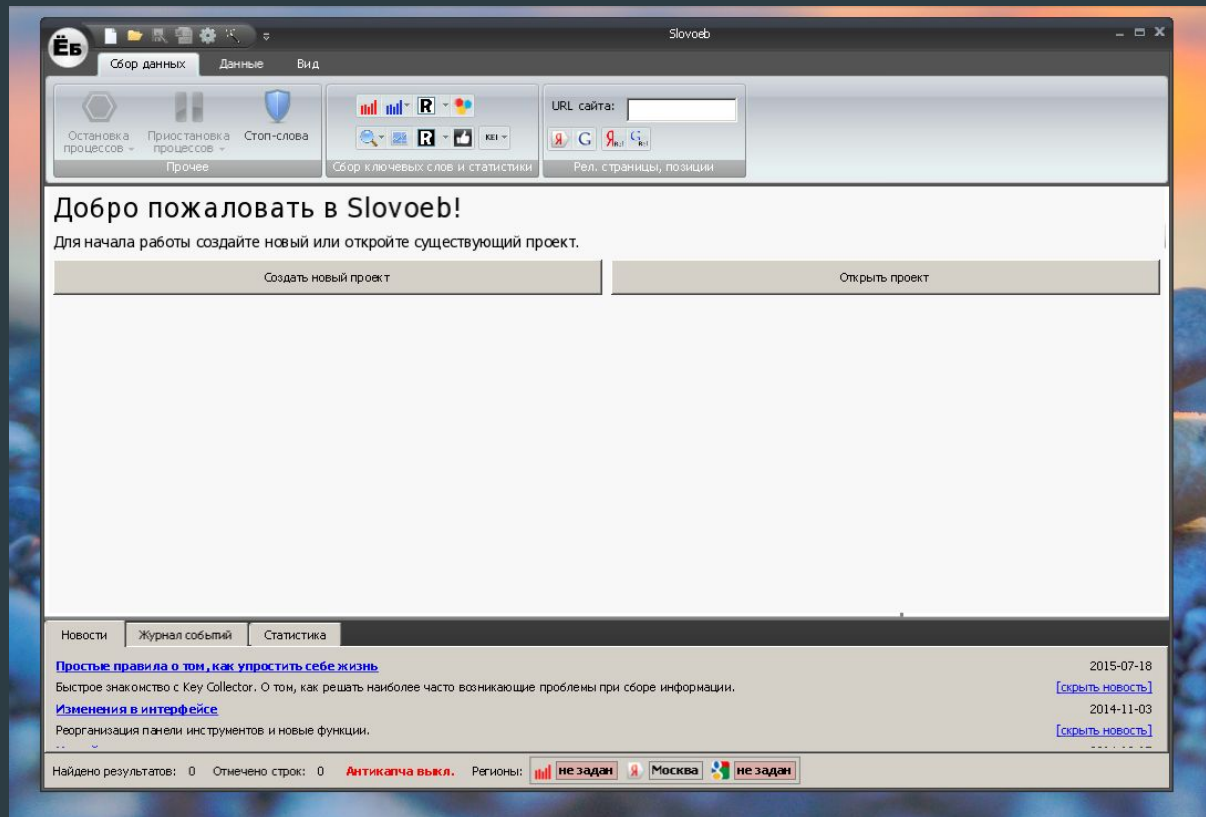 ЁБ
Slovoeb
Сбор данных Данные Вид
Остановка процессов Приостановка процессов Стоп-слова
Прочее
R
R KEI
Сбор ключевых слов и статистики
URL сайта:
Я G Я G
Рел. страницы, позиции
Добро пожаловать в Slovoeb!
Для начала работы создайте новый или откройте существующий проект.
Создать новый проект Открыть проект
Новости Журнал событий Статистика
Простые правила о том, как упростить себе жизнь 2015-07-18
Быстрое знакомство с Key Collector. О том, как решать наиболее часто возникающие проблемы при сборе информации. [скрыть новость]
Изменения в интерфейсе 2014-11-03
Реорганизация панели инструментов и новые функции. [скрыть новость]
Найдено результатов: 0 Отмечено строк: 0 Антикапча выкл. Регионы: не задан Я Москва не задан